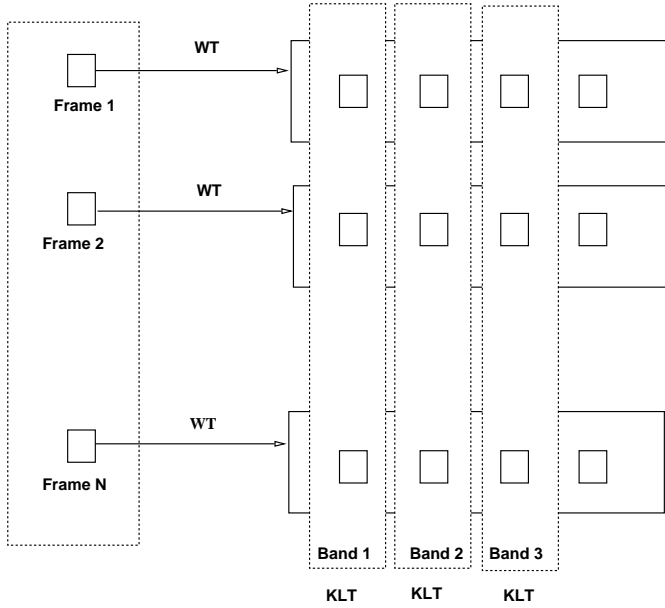 WT
Frame 1
WT
Frame 2
WT
Frame N
Band 1 Band 2 Band 3
KLT KLT KLT